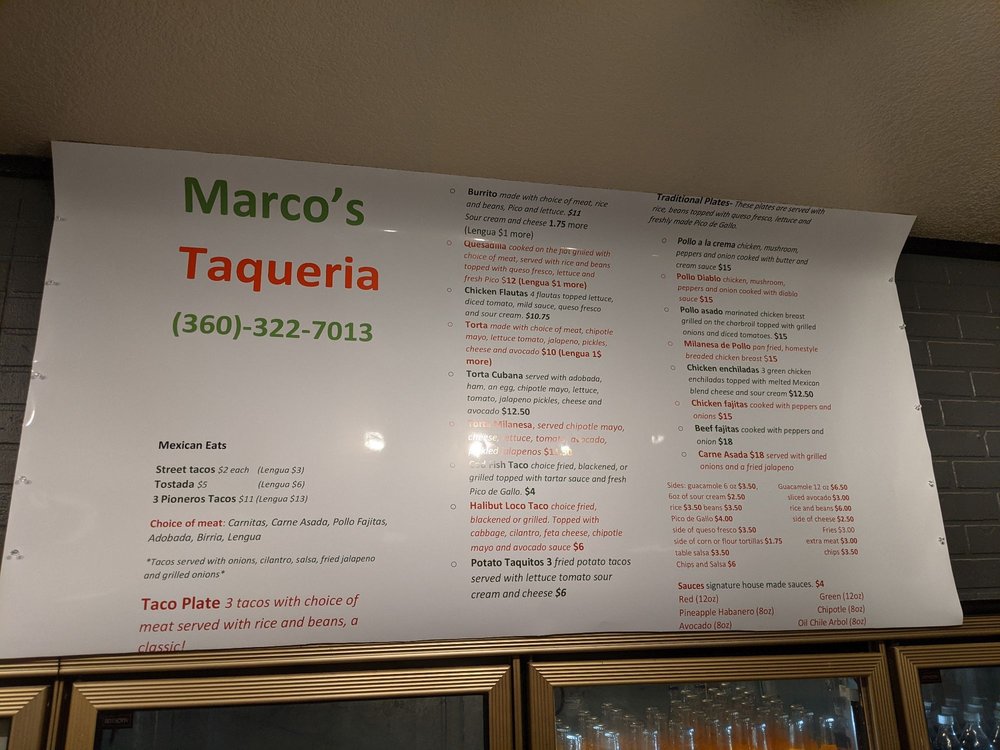 Marco's
Taqueria
(360)-322-7013
Mexican Eats
Street tacos $2 each (Lengua $3)
Tostada $5 (Lengua $6)
3 Pioneros Tacos $11 (Lengua $13)
Choice of meat: Carnitas, Carne Asada, Pollo Fajitas,
Adobada, Birria, Lengua
*Tacos served with onions, cilantro, salsa, fried jalapeno
and grilled onions*
Taco Plate 3 tacos with choice of
meat served with rice and beans, a
classic!
○ Burrito made with choice of meat, rice
and beans, Pico and lettuce. $11
Sour cream and cheese 1.75 more
(Lengua $1 more)
○ Quesadilla cooked on the flat grilled with
choice of meat, served with rice and beans
topped with queso fresco, lettuce and
fresh Pico $12 (Lengua $1 more)
○ Chicken Flautas 4 flautas topped lettuce,
diced tomato, mild sauce, queso fresco
and sour cream. $10.75
○ Torta made with choice of meat, chipotle
mayo, lettuce tomato, jalapeno, pickles,
cheese and avocado $10 (Lengua 1$
more)
○ Torta Cubana served with adobada,
ham, an egg, chipotle mayo, lettuce,
tomato, jalapeno pickles, cheese and
avocado $12.50
○ Torta Milanesa, served chipotle mayo,
cheese, lettuce, tomato, avocado,
jalapenos
○ Fish Taco choice fried, blackened, or
grilled topped with tartar sauce and fresh
Pico de Gallo. $4
○ Halibut Loco Taco choice fried,
blackened or grilled. Topped with
cabbage, cilantro, feta cheese, chipotle
mayo and avocado sauce $6
○ Potato Taquitos 3 fried potato tacos
served with lettuce tomato sour
cream and cheese $6
Traditional Plates- These plates are served with
rice, beans topped with queso fresco, lettuce and
freshly made Pico de Gallo.
○ Pollo a la crema chicken, mushroom,
peppers and onion cooked with butter and
cream sauce $15
○ Pollo Diablo chicken, mushroom,
peppers and onion cooked with diablo
sauce $15
○ Pollo asado marinated chicken breast
grilled on the charbroil topped with grilled
onions and diced tomatoes. $15
○ Milanesa de Pollo pan fried, homestyle
breaded chicken breast $15
○ Chicken enchiladas 3 green chicken
enchiladas topped with melted Mexican
blend cheese and sour cream $12.50
○ Chicken fajitas cooked with peppers and
onions $15
○ Beef fajitas cooked with peppers and
onion $18
○ Carne Asada $18 served with grilled
onions and a fried jalapeno
Sides: guacamole 6 oz $3.50, Guacamole 12 oz $6.50
6oz of sour cream $2.50 sliced avocado $3.00
rice $3.50 beans $3.50 rice and beans $6.00
Pico de Gallo $4.00 side of cheese $2.50
side of queso fresco $3.50 Fries $3.00
side of corn or flour tortillas $1.75 extra meat $3.00
table salsa $3.50 chips $3.50
Chips and Salsa $6
Sauces signature house made sauces. $4
Red (12oz) Green (12oz)
Pineapple Habanero (8oz) Chipotle (8oz)
Avocado (8oz) Oil Chile Arbol (8oz)